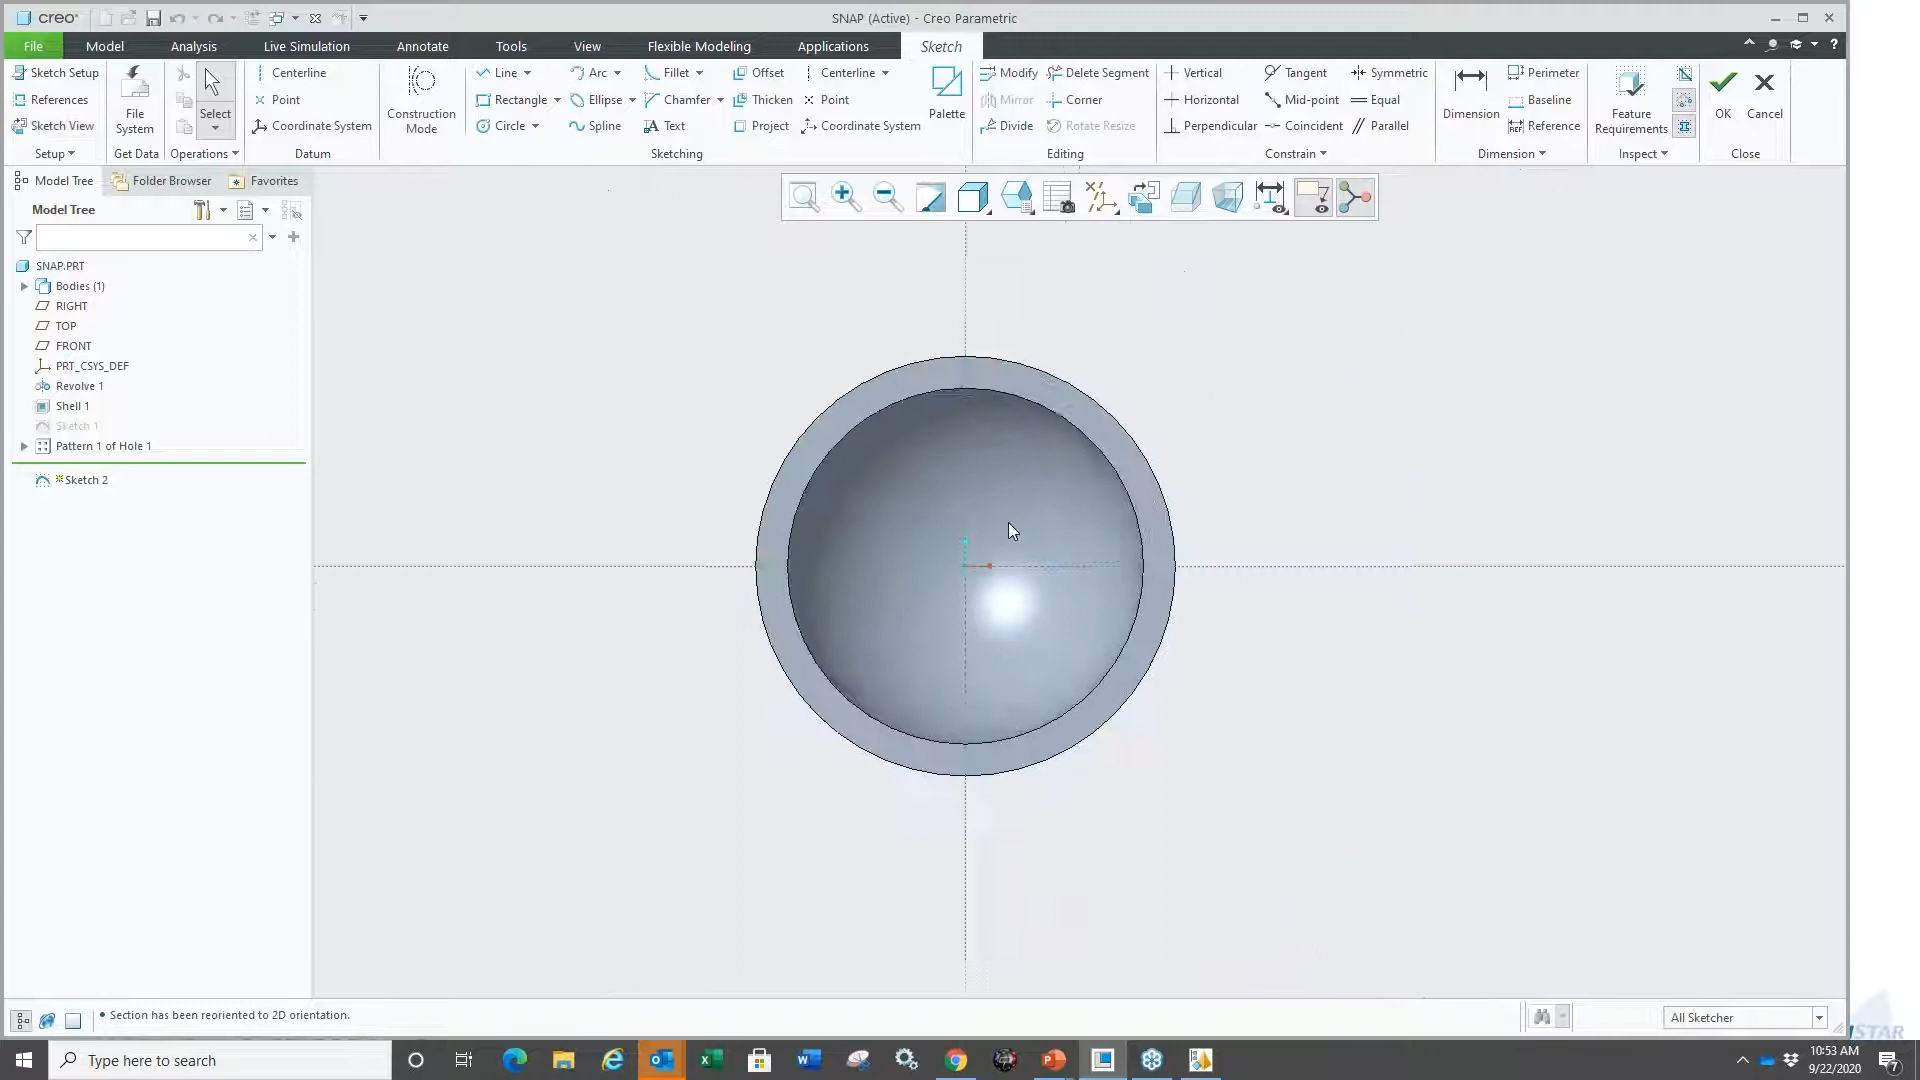 creo
SNAP (Active) - Creo Parametric
File Model Analysis Live Simulation Annotate Tools View Flexible Modeling Applications Sketch
Sketch Setup
References
Sketch View
Setup
File System
Get Data
Select
Operations
Centerline
Point
Coordinate System
Datum
Construction Mode
Line Arc Fillet Offset Centerline
Rectangle Ellipse Chamfer Thicken Point
Circle Spline Text Project Coordinate System
Palette
Sketching
Modify Delete Segment
Mirror Corner
Divide Rotate Resize
Editing
Vertical Tangent Symmetric
Horizontal Mid-point Equal
Perpendicular Coincident Parallel
Constrain
Dimension
Perimeter
Baseline
REF Reference
Dimension
Feature Requirements
Inspect
OK Cancel
Close
Model Tree Folder Browser Favorites
Model Tree
SNAP.PRT
Bodies (1)
RIGHT
TOP
FRONT
PRT_CSYS_DEF
Revolve 1
Shell 1
Sketch 1
Pattern 1 of Hole 1
Sketch 2
Section has been reoriented to 2D orientation.
All Sketcher
STAR
Type here to search
10:53 AM
9/22/2020
7